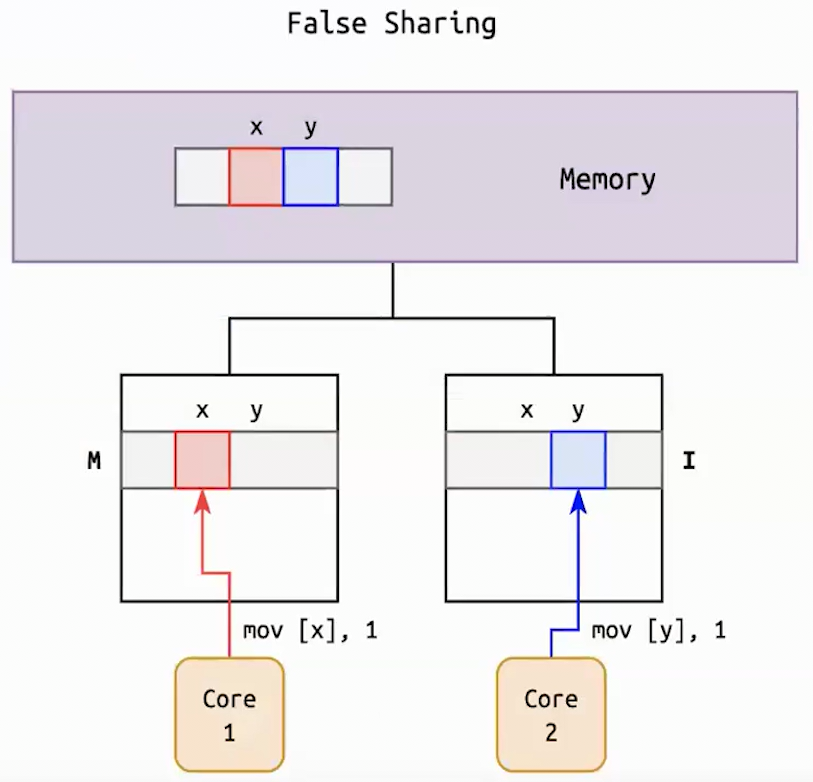 False Sharing
x y
Memory
x y
x y
M
I
mov [x], 1
mov [y], 1
Core
1
Core
2